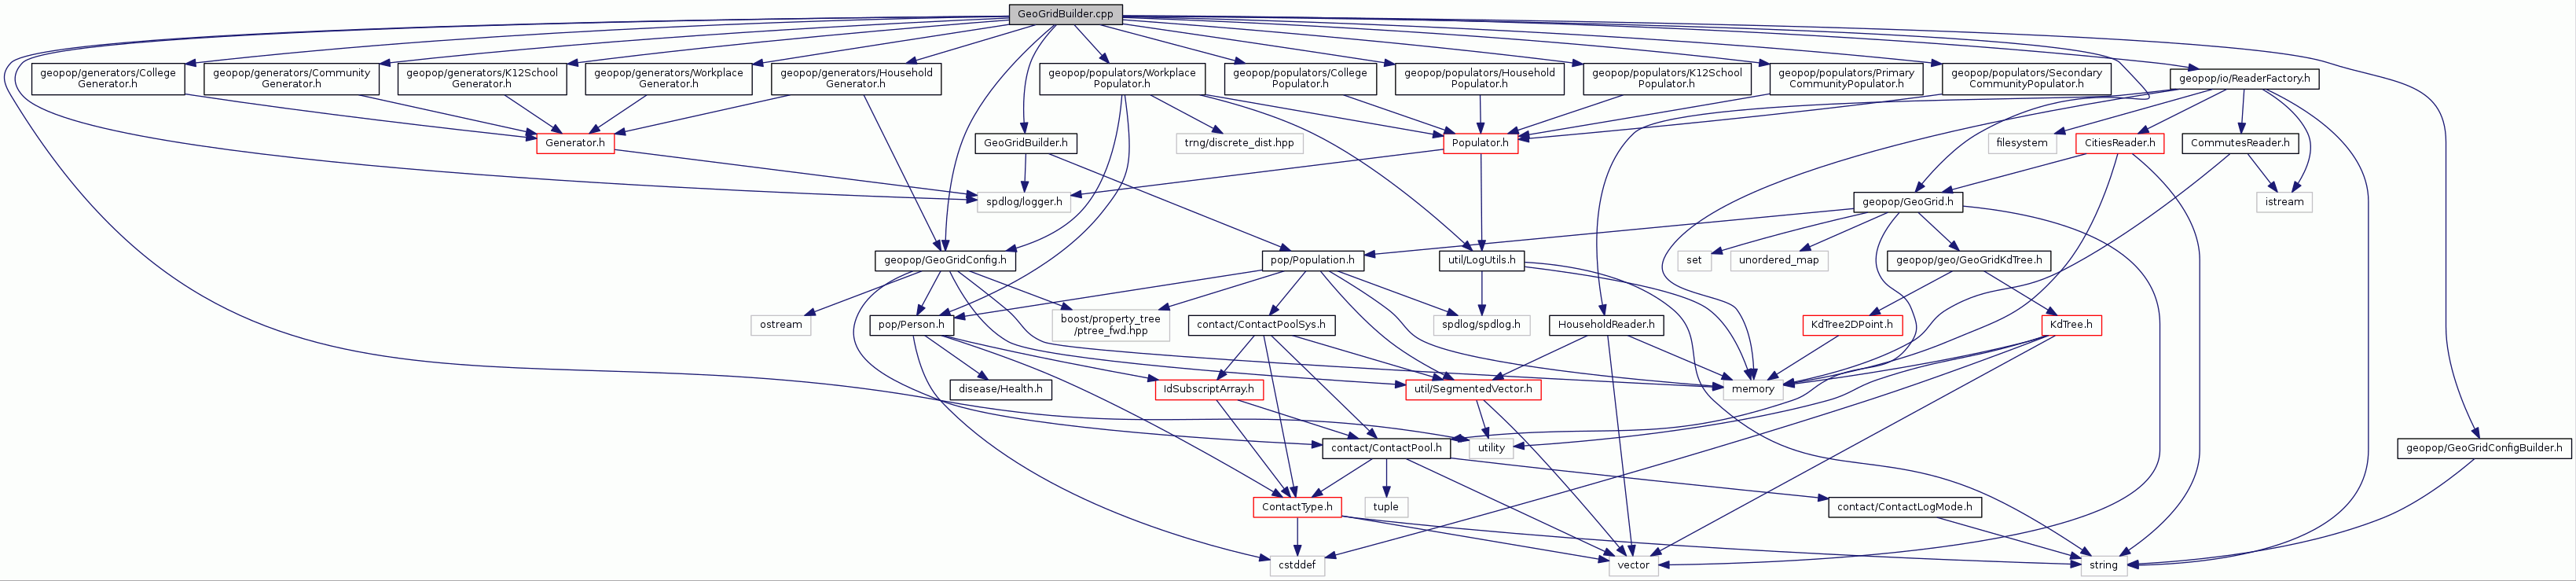 GeoGridBuilder.cpp
geopop/generators/College
Generator.h
geopop/generators/Community
Generator.h
geopop/generators/K12School
Generator.h
geopop/generators/Workplace
Generator.h
geopop/generators/Household
Generator.h
geopop/populators/Workplace
Populator.h
geopop/populators/College
Populator.h
geopop/populators/Household
Populator.h
geopop/populators/K12School
Populator.h
geopop/populators/Primary
CommunityPopulator.h
geopop/populators/Secondary
CommunityPopulator.h
geopop/io/ReaderFactory.h
Generator.h
GeoGridBuilder.h
trng/discrete_dist.hpp
Populator.h
filesystem
CitiesReader.h
CommutesReader.h
spdlog/logger.h
geopop/GeoGrid.h
istream
geopop/GeoGridConfig.h
pop/Population.h
util/LogUtils.h
set
unordered_map
geopop/geo/GeoGridKdTree.h
ostream
pop/Person.h
boost/property_tree
/ptree_fwd.hpp
contact/ContactPoolSys.h
spdlog/spdlog.h
HouseholdReader.h
KdTree2DPoint.h
KdTree.h
disease/Health.h
IdSubscriptArray.h
util/SegmentedVector.h
memory
contact/ContactPool.h
utility
geopop/GeoGridConfigBuilder.h
ContactType.h
tuple
contact/ContactLogMode.h
cstddef
vector
string